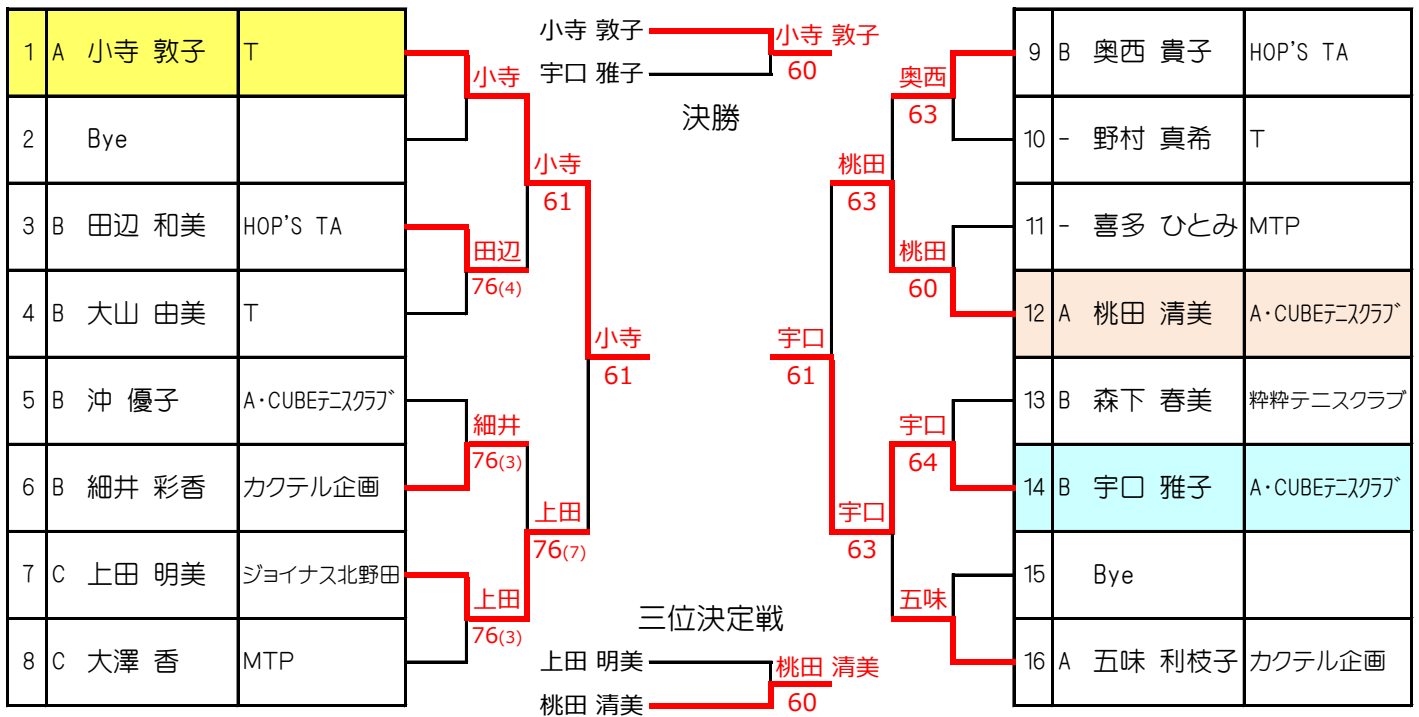 1 A 小寺 敦子 T
2 Bye
3 B 田辺 和美 HOP'S TA
4 B 大山 由美 T
5 B 沖 優子 A・CUBEテニスクラブ
6 B 細井 彩香 カクテル企画
7 C 上田 明美 ジョイナス北野田
8 C 大澤 香 MTP
小寺
田辺
76(4)
細井
76(3)
上田
76(3)
小寺
61
上田
76(7)
小寺
61
小寺 敦子
宇口 雅子
小寺 敦子
60
決勝
三位決定戦
上田 明美
桃田 清美
桃田 清美
60
宇口
61
桃田
63
宇口
63
奥西
63
桃田
60
宇口
64
五味
9 B 奥西 貴子 HOP'S TA
10 - 野村 真希 T
11 - 喜多 ひとみ MTP
12 A 桃田 清美 A・CUBEテニスクラブ
13 B 森下 春美 粋粋テニスクラブ
14 B 宇口 雅子 A・CUBEテニスクラブ
15 Bye
16 A 五味 利枝子 カクテル企画